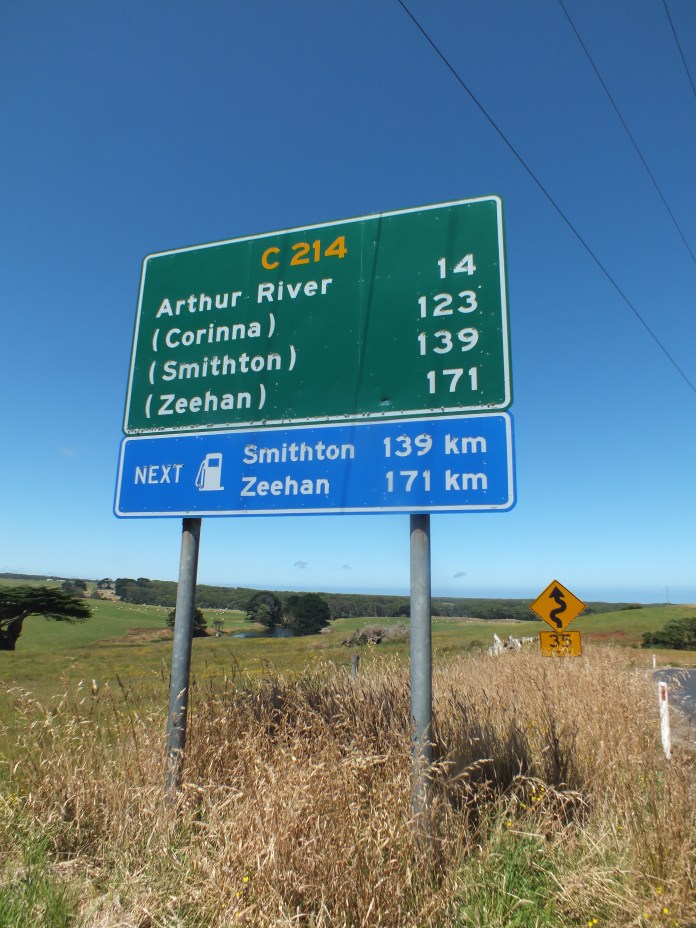 C 214
Arthur River 14
(Corinna) 123
(Smithton) 139
(Zeehan) 171
NEXT Smithton 139 km
Zeehan 171 km
35